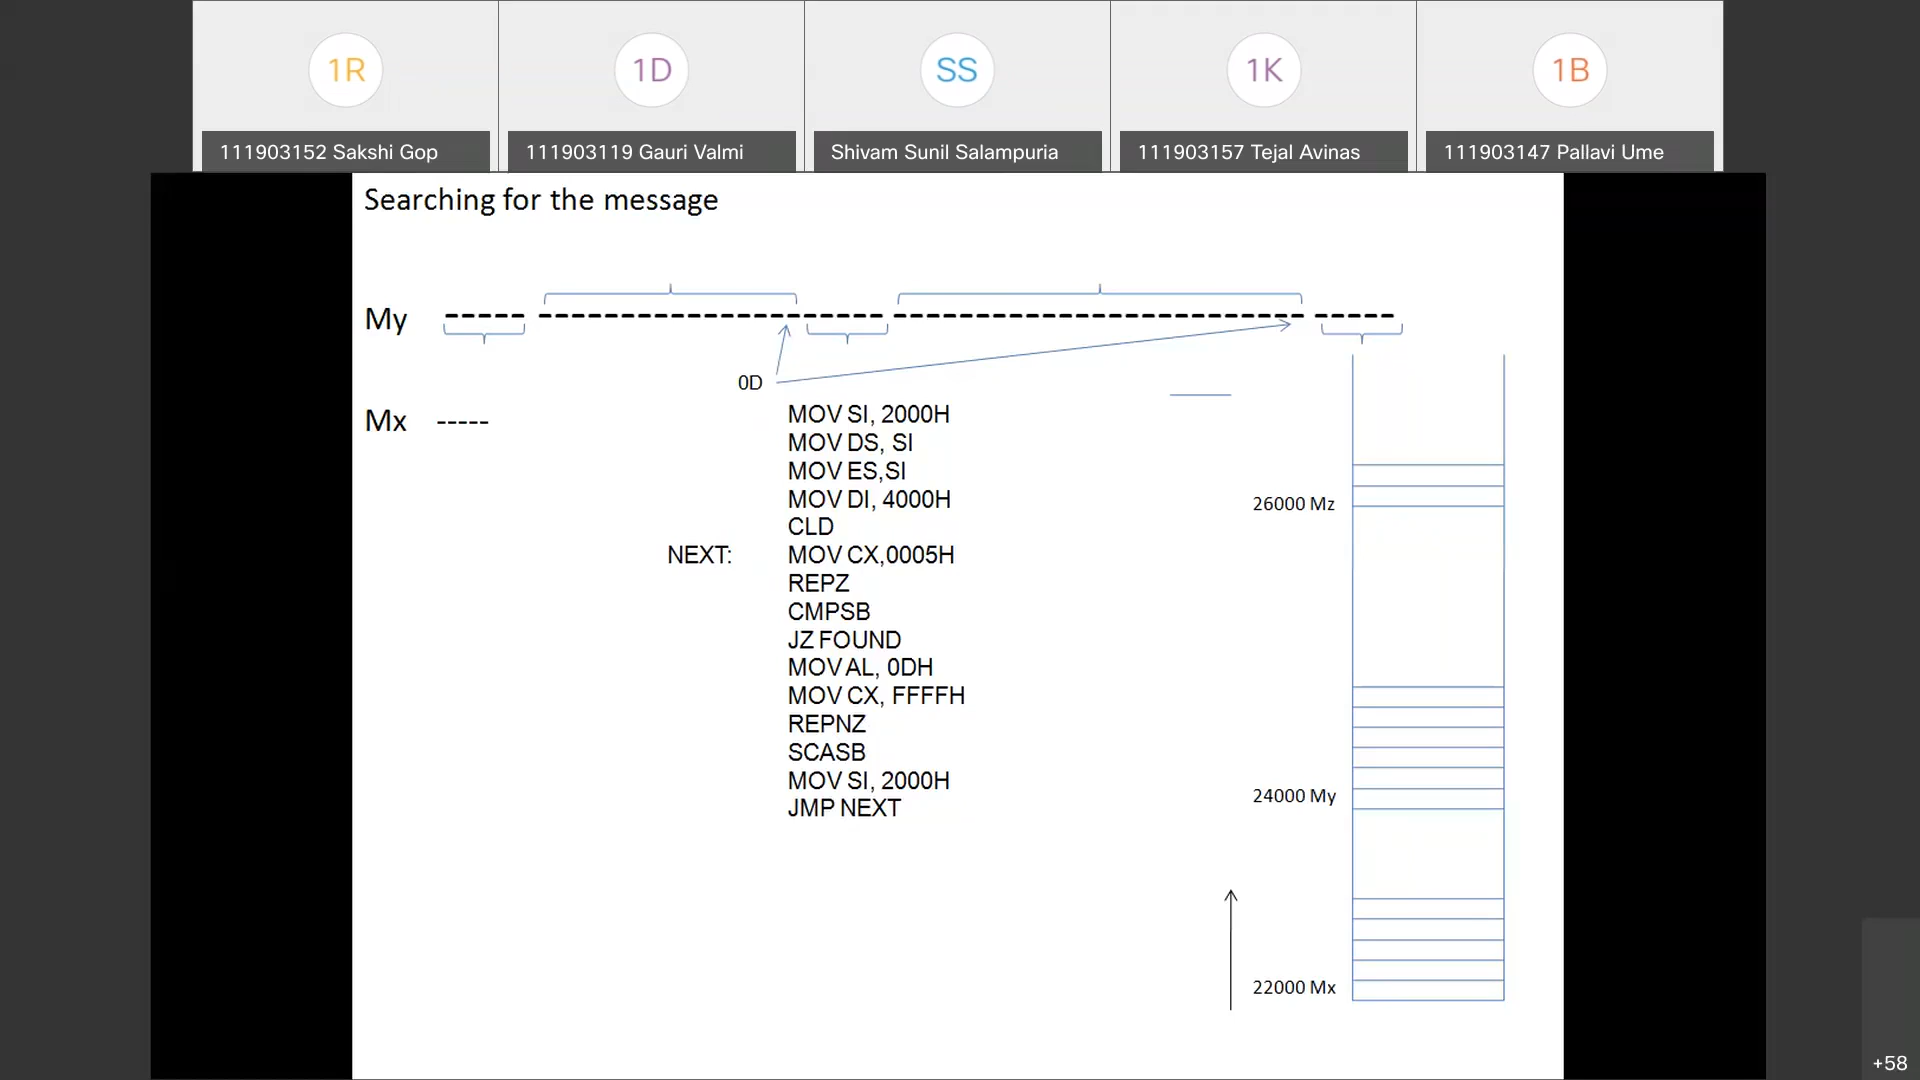 1R
1D
SS
1K
1B
111903152 Sakshi Gop
111903119 Gauri Valmi
Shivam Sunil Salampuria
111903157 Tejal Avinas
111903147 Pallavi Ume
Searching for the message
My
0D
Mx -----
MOV SI, 2000H
MOV DS, SI
MOV ES,SI
MOV DI, 4000H
CLD
NEXT: MOV CX,0005H
REPZ
CMPSB
JZ FOUND
MOV AL, 0DH
MOV CX, FFFFH
REPNZ
SCASB
MOV SI, 2000H
JMP NEXT
26000 Mz
24000 My
22000 Mx
+58